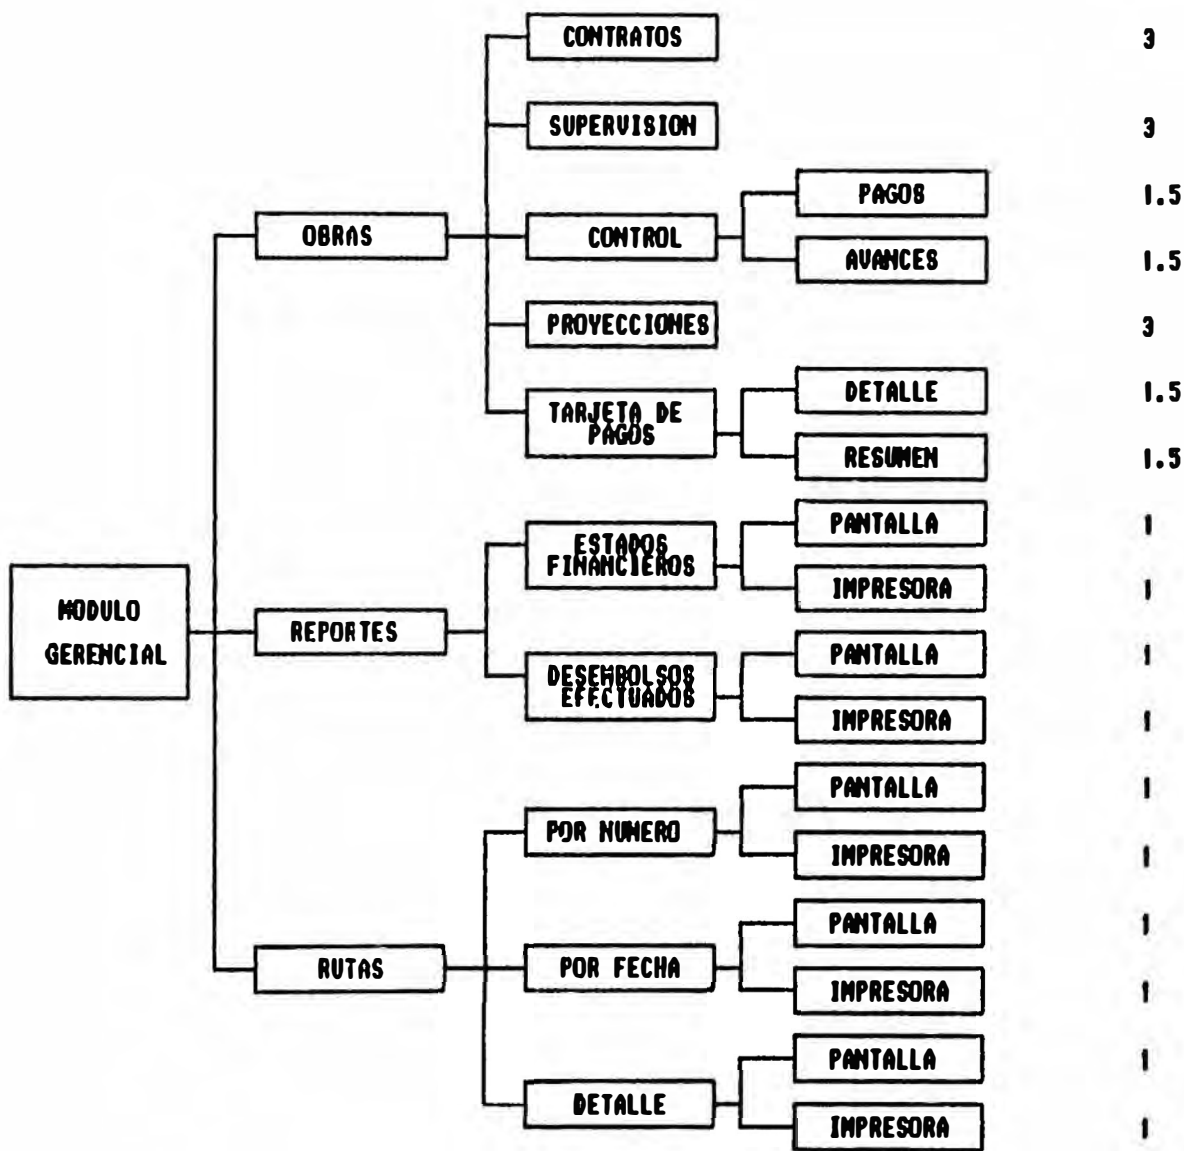 CONTRATOS 3
SUPERVISION 3
PAGOS 1.5
OBRAS CONTROL
AVANCES 1.5
PROYECCIONES 3
DETALLE 1.5
TARJETA DE
PAGOS
RESUMEN 1.5
PANTALLA 1
ESTADOS
FINANCIEROS
IMPRESORA 1
MODULO
GERENCIAL
REPORTES
PANTALLA 1
DESEMBOLSOS
EFECTUADOS
IMPRESORA 1
PANTALLA 1
POR NUMERO
IMPRESORA 1
PANTALLA 1
RUTAS POR FECHA
IMPRESORA 1
PANTALLA 1
DETALLE
IMPRESORA 1